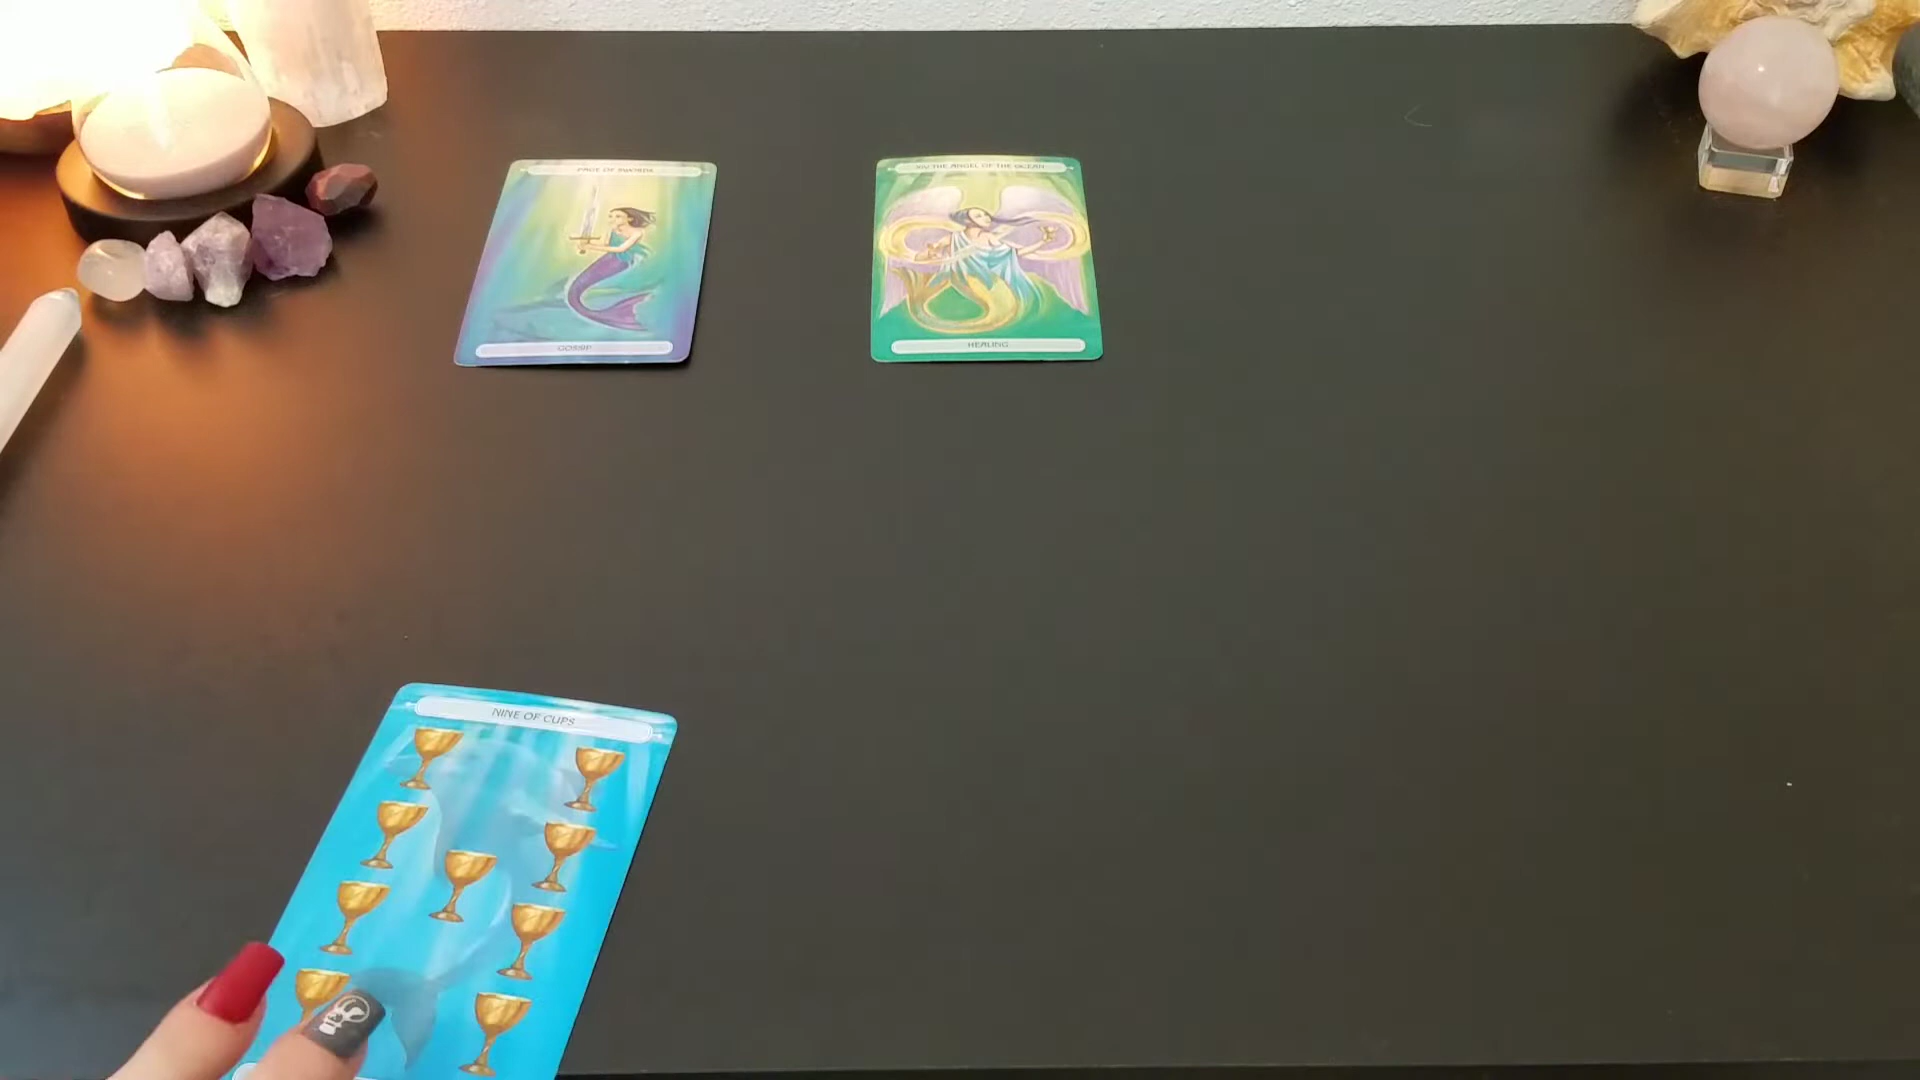 PAGE OF SWORDS
GOSSIP
XIV THE ANGEL OF THE OCEAN
HEALING
NINE OF CUPS